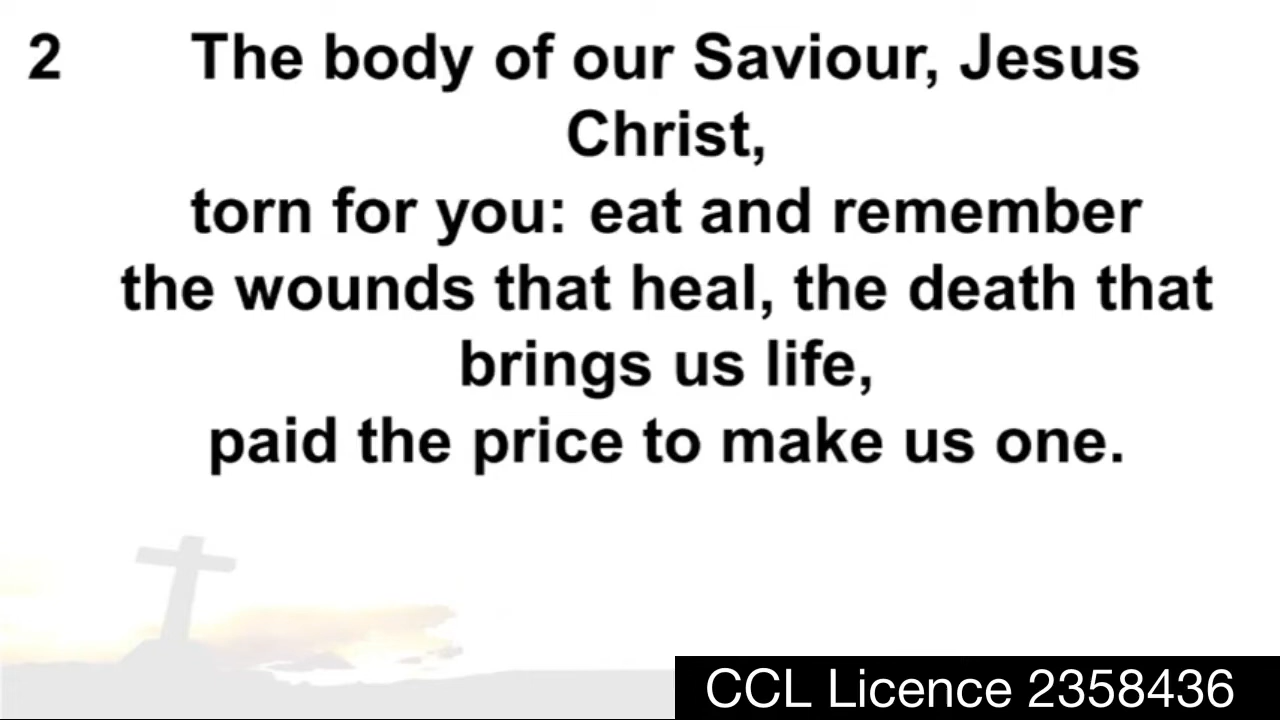 2 The body of our Saviour, Jesus
Christ,
torn for you: eat and remember
the wounds that heal, the death that
brings us life,
paid the price to make us one.
CCL Licence 2358436